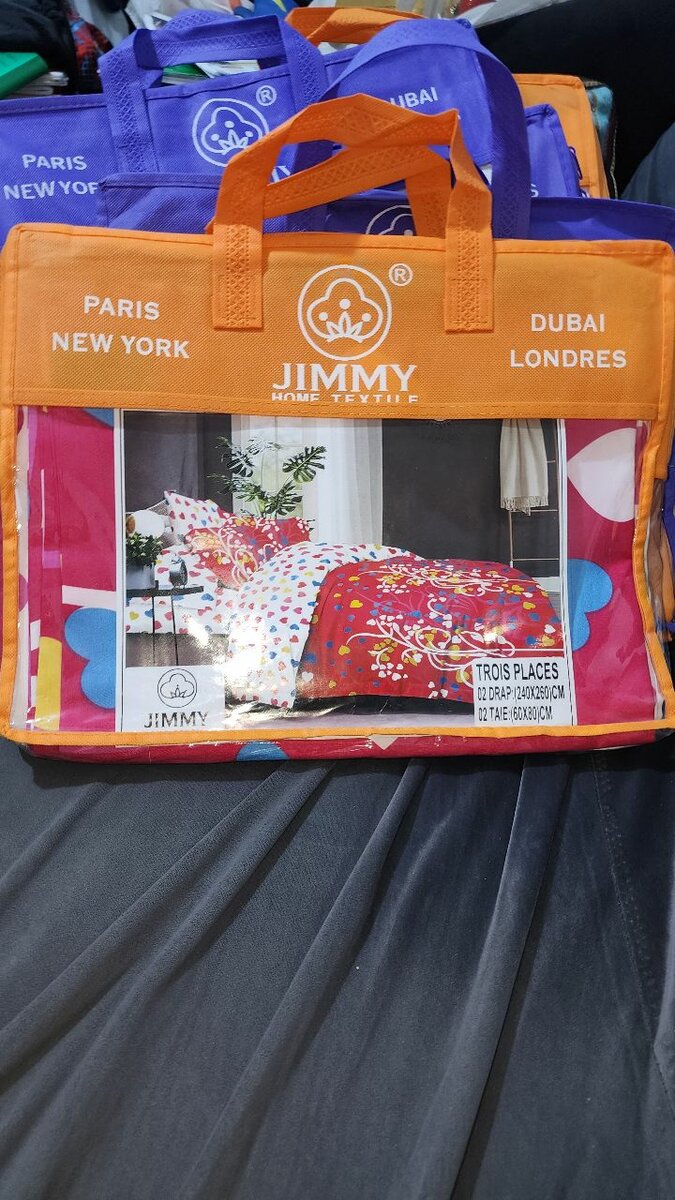 PARIS
NEW YOR
®
UBAI
S
PARIS
NEW YORK
®
JIMMY
HOME TEXTILE
DUBAI
LONDRES
JIMMY
TROIS PLACES
02 DRAP:(240X260)CM
02 TAIE:(60X80)CM